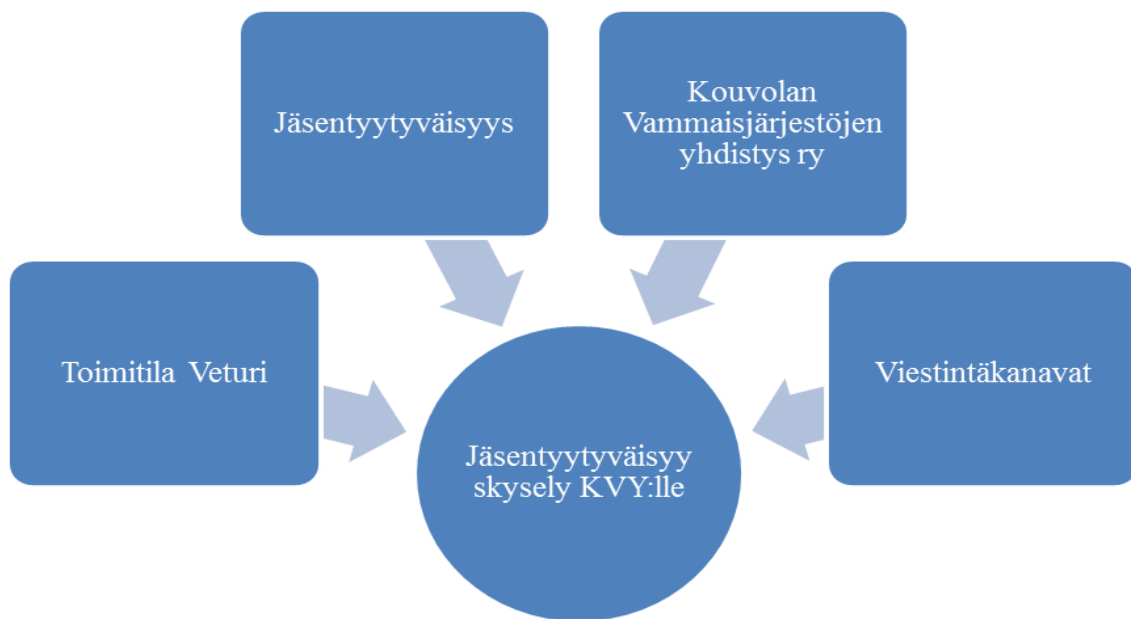 Jäsentyytyväisyys
Kouvolan
Vammaisjärjestöjen
yhdistys ry
Toimitila Veturi
Viestintäkanavat
Jäsentyytyväisyy
skysely KVY:lle